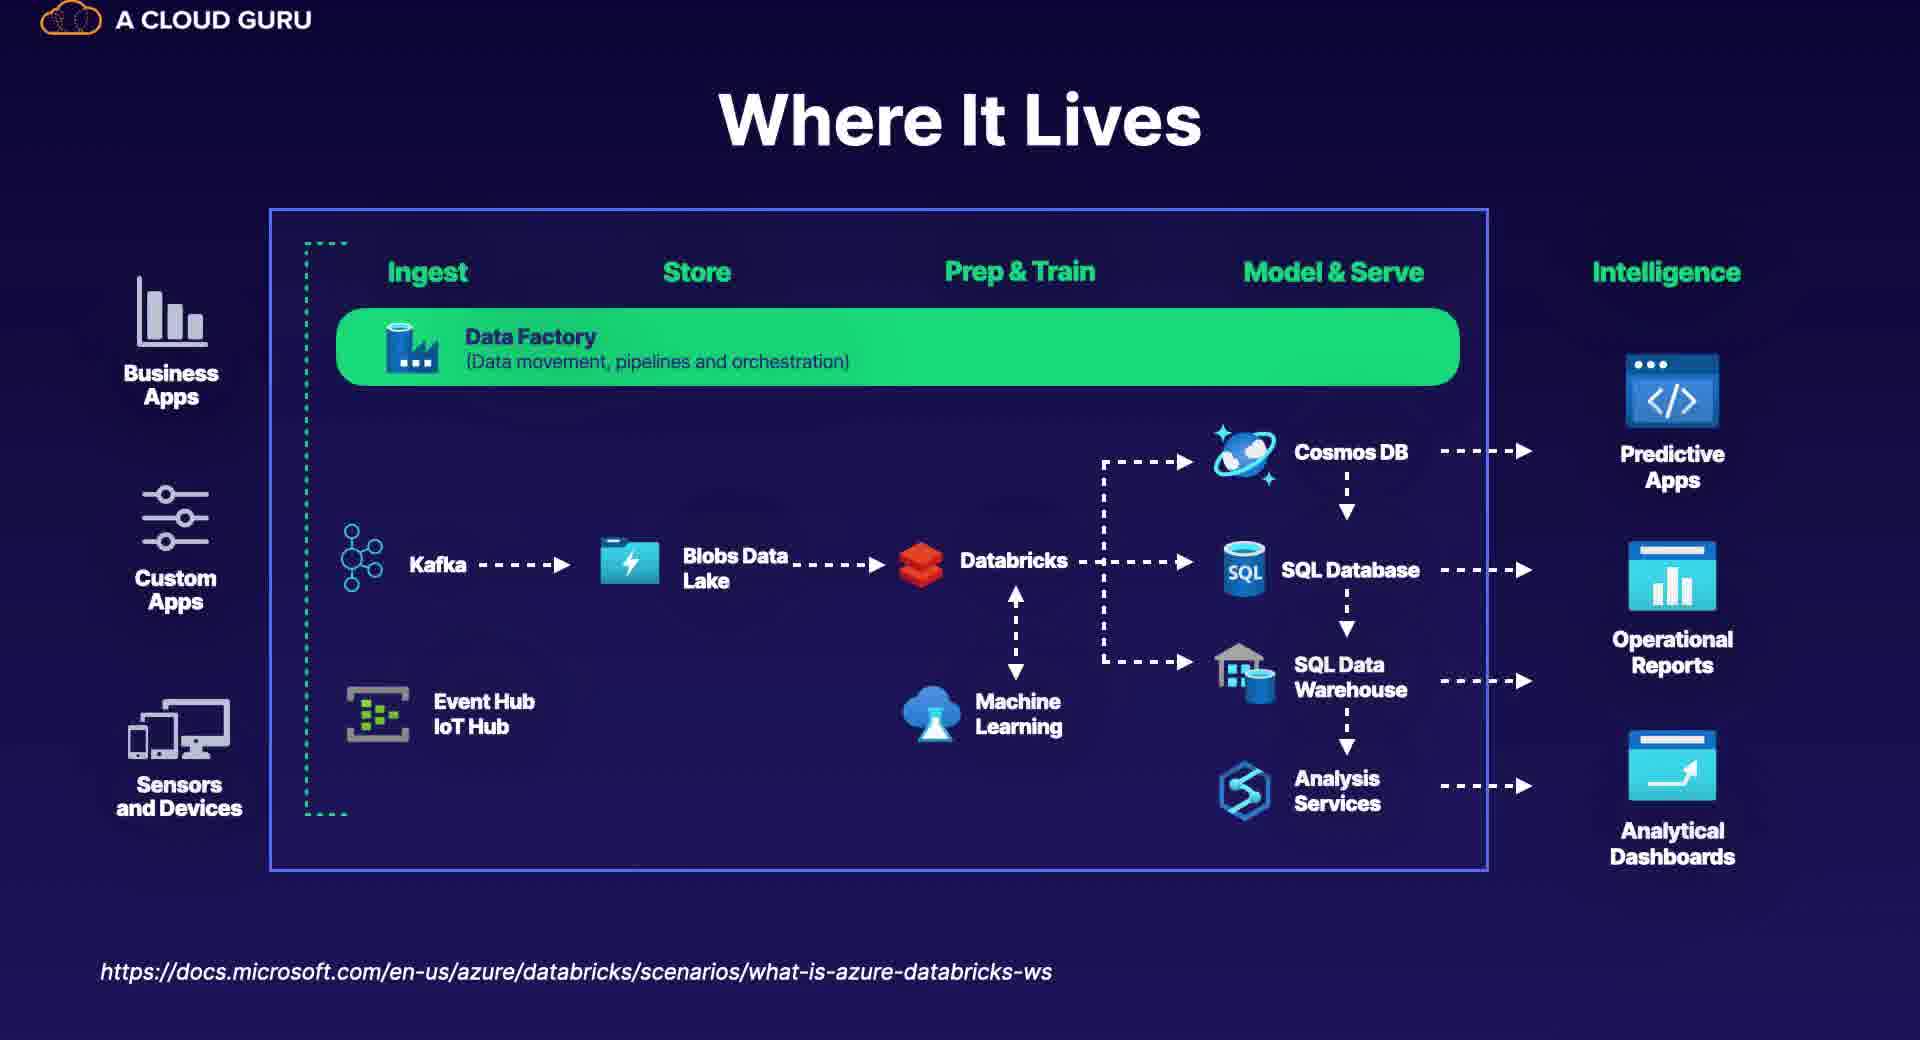 A CLOUD GURU
Where It Lives
Ingest
Store
Prep & Train
Model & Serve
Intelligence
Data Factory
(Data movement, pipelines and orchestration)
Business
Apps
Custom
Apps
Sensors
and Devices
Kafka
Event Hub
IoT Hub
Blobs Data
Lake
Databricks
Machine
Learning
Cosmos DB
SQL
SQL Database
SQL Data
Warehouse
Analysis
Services
</>
Predictive
Apps
Operational
Reports
Analytical
Dashboards
https://docs.microsoft.com/en-us/azure/databricks/scenarios/what-is-azure-databricks-ws